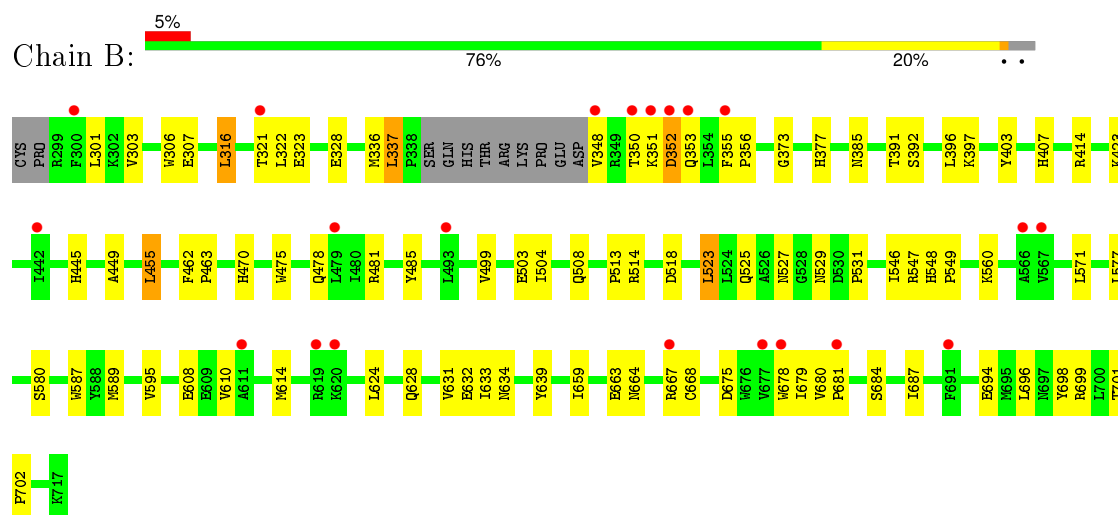 5%
Chain B:
76%
20%
CYS PRO R299 F300 L301 K302 V303 W306 E307 L316 T321 L322 E323 E328 M336 L337 P338 SER GLN HIS THR ARG LYS PRO GLU ASP V348 R349 T350 K351 D352 Q353 L354 F355 P356 G373 H377 N385 T391 S392 L396 K397 Y403 H407 R414
I442 H445 A449 L455 F462 P463 H470 W475 Q478 L479 I480 R481 Y485 L493 V499 E503 I504 Q508 P513 R514 D518 L523 L524 Q525 A526 N527 G528 N529 D530 P531 I546 R547 H548 P549 K560 A566 V567 L571
S580 W587 Y588 M589 V595 E608 E609 V610 A611 M614 R619 K620 L624 Q628 V631 E632 I633 N634 Y639 I659 E663 N664 R667 C668 D675 W676 V677 W678 I679 V680 P681 S684 I687 F691 E694 M695 L696 N697 Y698 R699 L700 T701
P702 K717